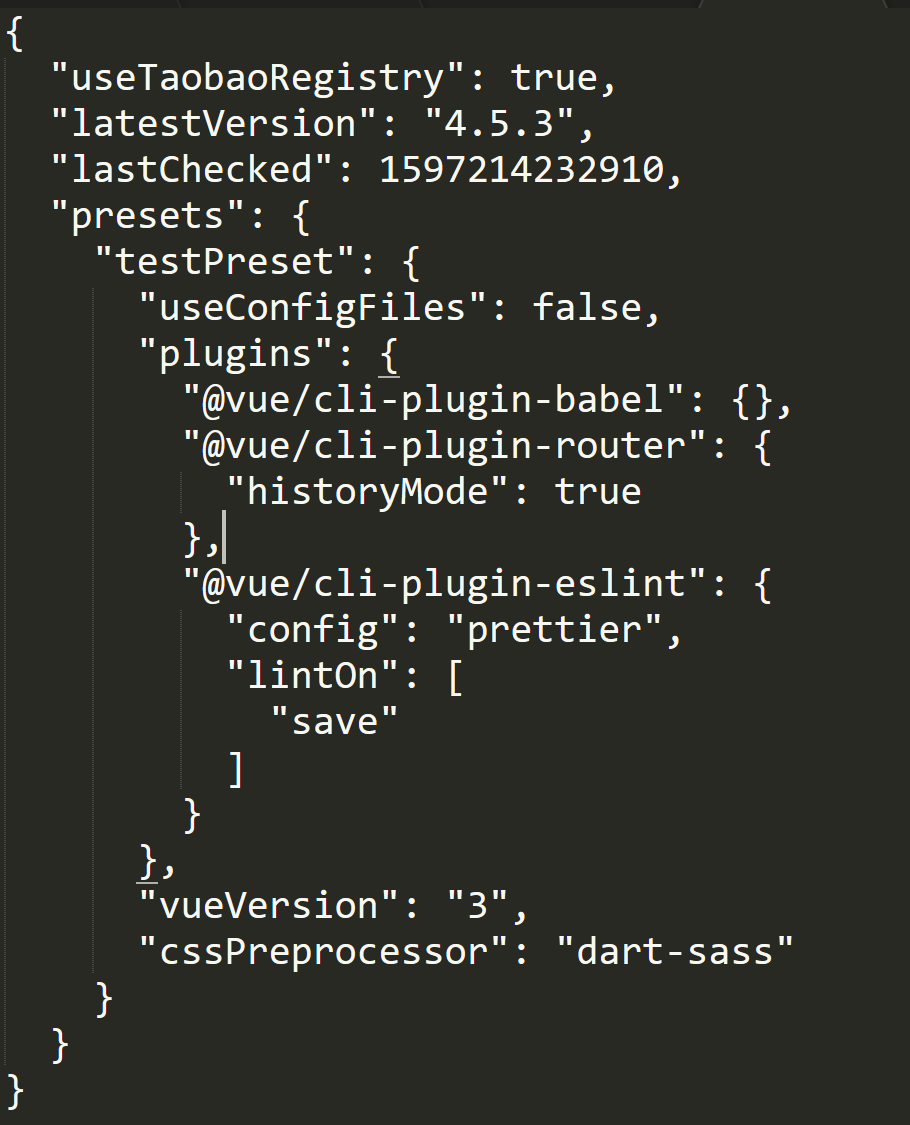 {
  "useTaobaoRegistry": true,
  "latestVersion": "4.5.3",
  "lastChecked": 1597214232910,
  "presets": {
    "testPreset": {
      "useConfigFiles": false,
      "plugins": {
        "@vue/cli-plugin-babel": {},
        "@vue/cli-plugin-router": {
          "historyMode": true
        },
        "@vue/cli-plugin-eslint": {
          "config": "prettier",
          "lintOn": [
            "save"
          ]
        }
      },
      "vueVersion": "3",
      "cssPreprocessor": "dart-sass"
    }
  }
}